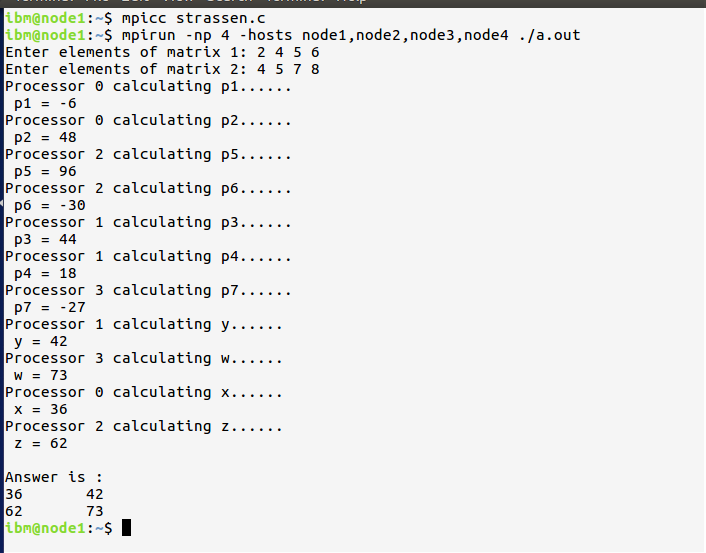 ibm@node1:~$ mpicc strassen.c
ibm@node1:~$ mpirun -np 4 -hosts node1,node2,node3,node4 ./a.out
Enter elements of matrix 1: 2 4 5 6
Enter elements of matrix 2: 4 5 7 8
Processor 0 calculating p1......
p1 = -6
Processor 0 calculating p2......
p2 = 48
Processor 2 calculating p5......
p5 = 96
Processor 2 calculating p6......
p6 = -30
Processor 1 calculating p3......
p3 = 44
Processor 1 calculating p4......
p4 = 18
Processor 3 calculating p7......
p7 = -27
Processor 1 calculating y......
y = 42
Processor 3 calculating w......
w = 73
Processor 0 calculating x......
x = 36
Processor 2 calculating z......
z = 62
Answer is :
36 42
62 73
ibm@node1:~$